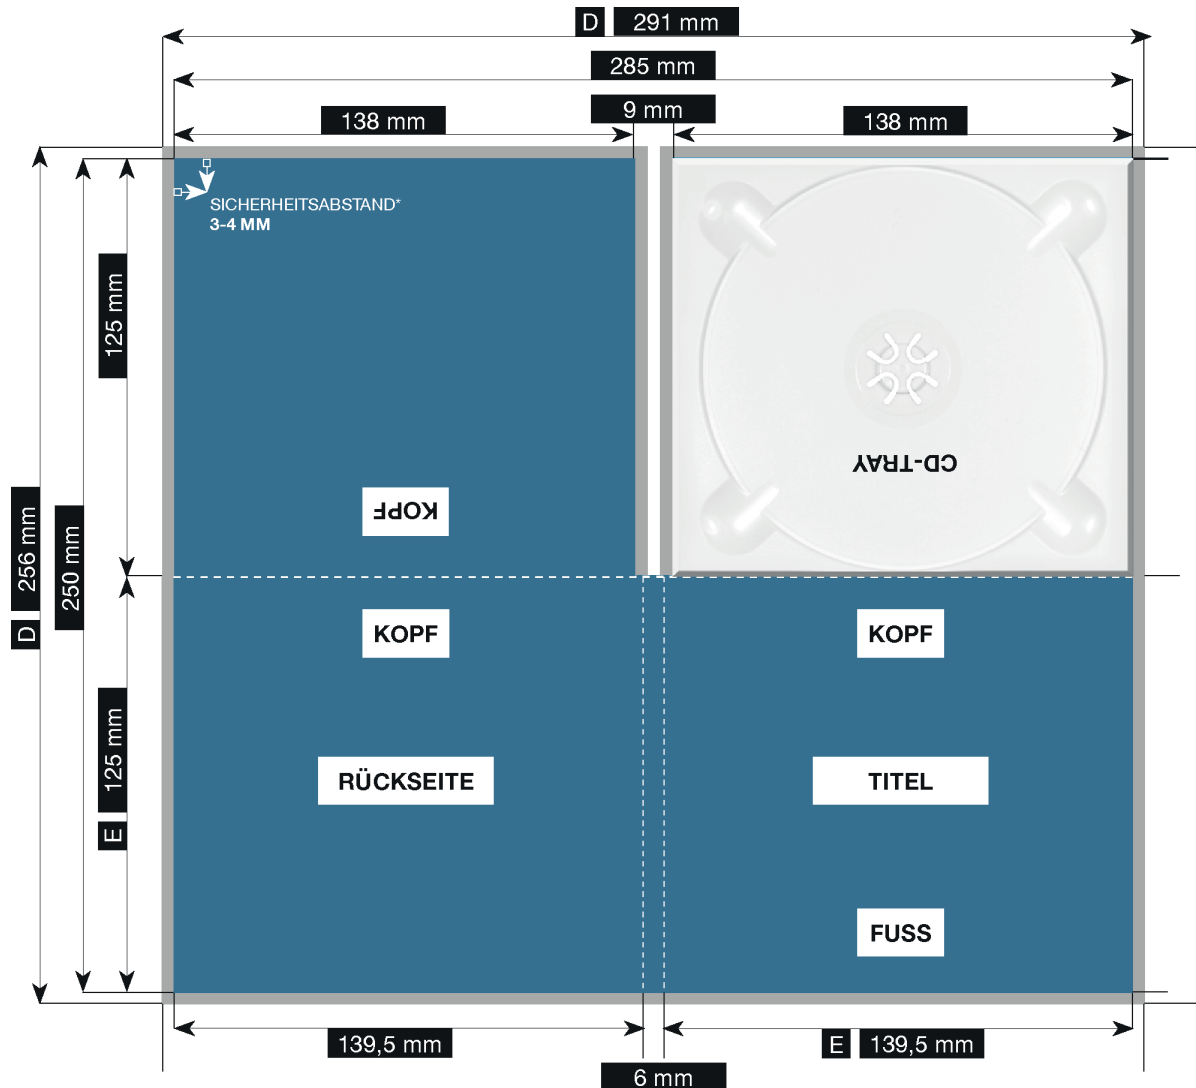 D 291 mm
285 mm
9 mm
138 mm
138 mm
SICHERHEITSABSTAND*
3-4 MM
125 mm
CD-TRAY
KOPF
D 256 mm
250 mm
KOPF
KOPF
E 125 mm
RÜCKSEITE
TITEL
FUSS
139,5 mm
E 139,5 mm
6 mm